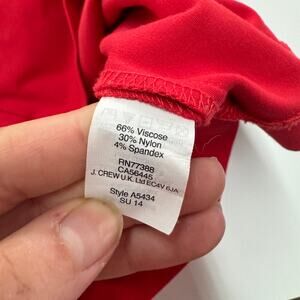 66% Viscose
30% Nylon
4% Spandex
RN77388
CA56445
J. CREW U.K. Ltd EC4V 6JA
Style A5434
SU 14